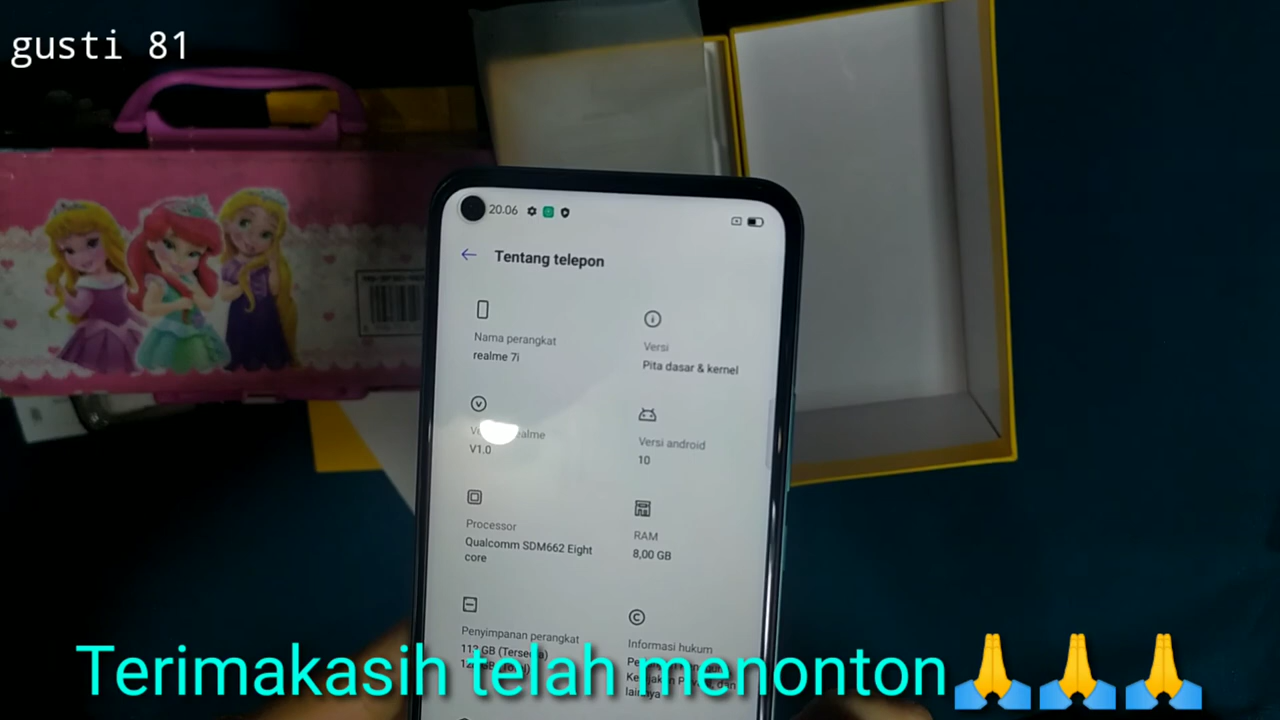 gusti 81
20.06
Tentang telepon
Nama perangkat
realme 7i
Versi
Pita dasar & kernel
realme
V1.0
Versi android
10
Processor
Qualcomm SDM662 Eight
core
RAM
8,00 GB
Penyimpanan perangkat
Informasi hukum
Terimakasih telah menonton🙏🙏🙏